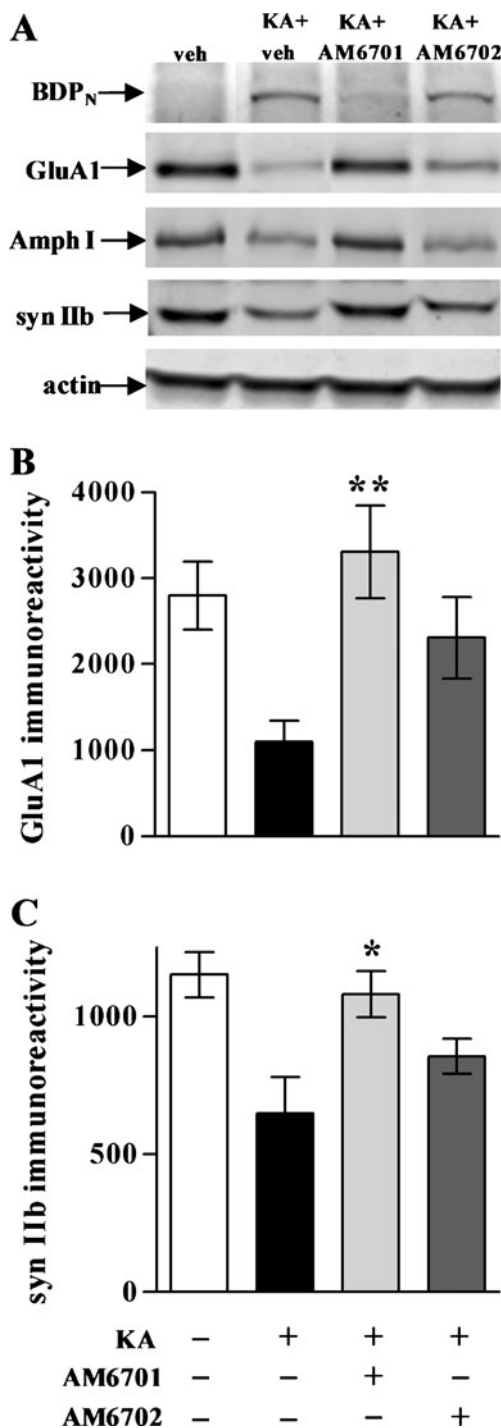 A
KA+ KA+ KA+
veh veh AM6701 AM6702
BDPN
GluA1
Amph I
syn IIb
actin
B
**
4000
3000
2000
1000
0
GluA1 immunoreactivity
C
*
1000
500
0
syn IIb immunoreactivity
KA – + + +
AM6701 – – + –
AM6702 – – – +